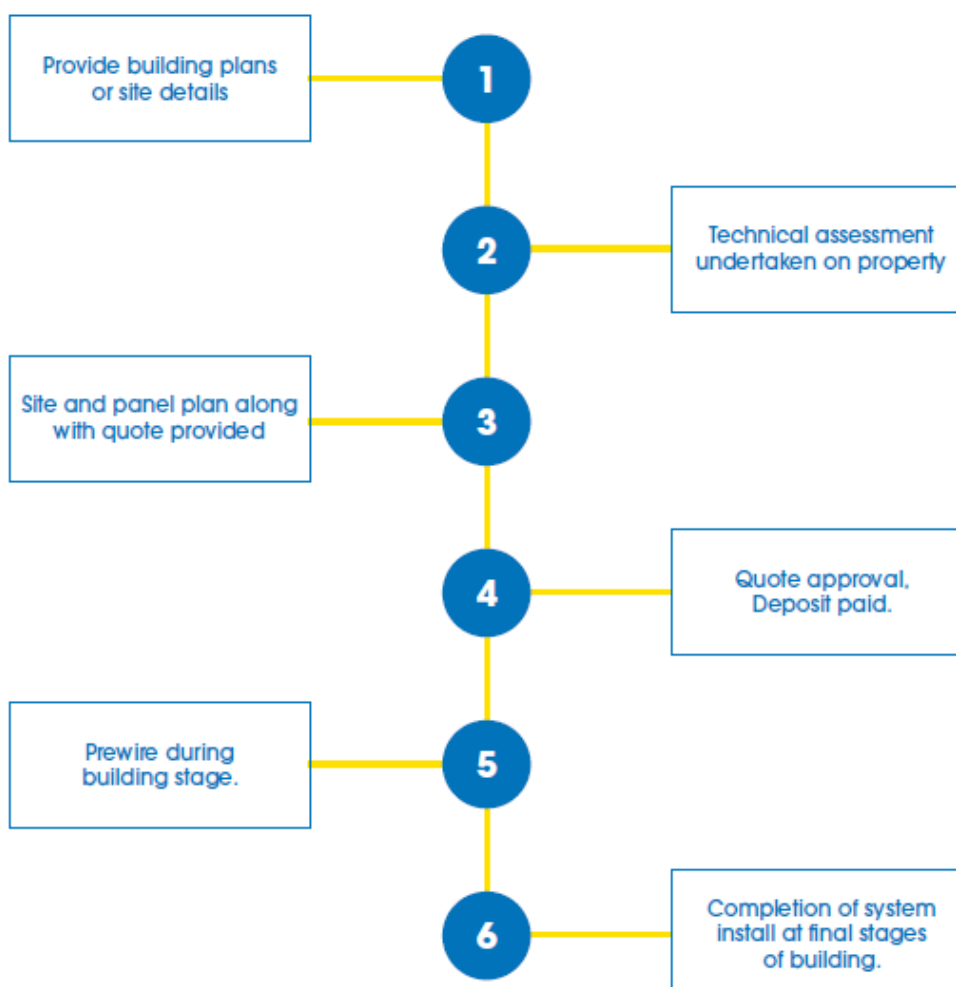 Provide building plans
or site details
1
2
Technical assessment
undertaken on property
Site and panel plan along
with quote provided
3
4
Quote approval,
Deposit paid.
Prewire during
building stage.
5
6
Completion of system
install at final stages
of building.